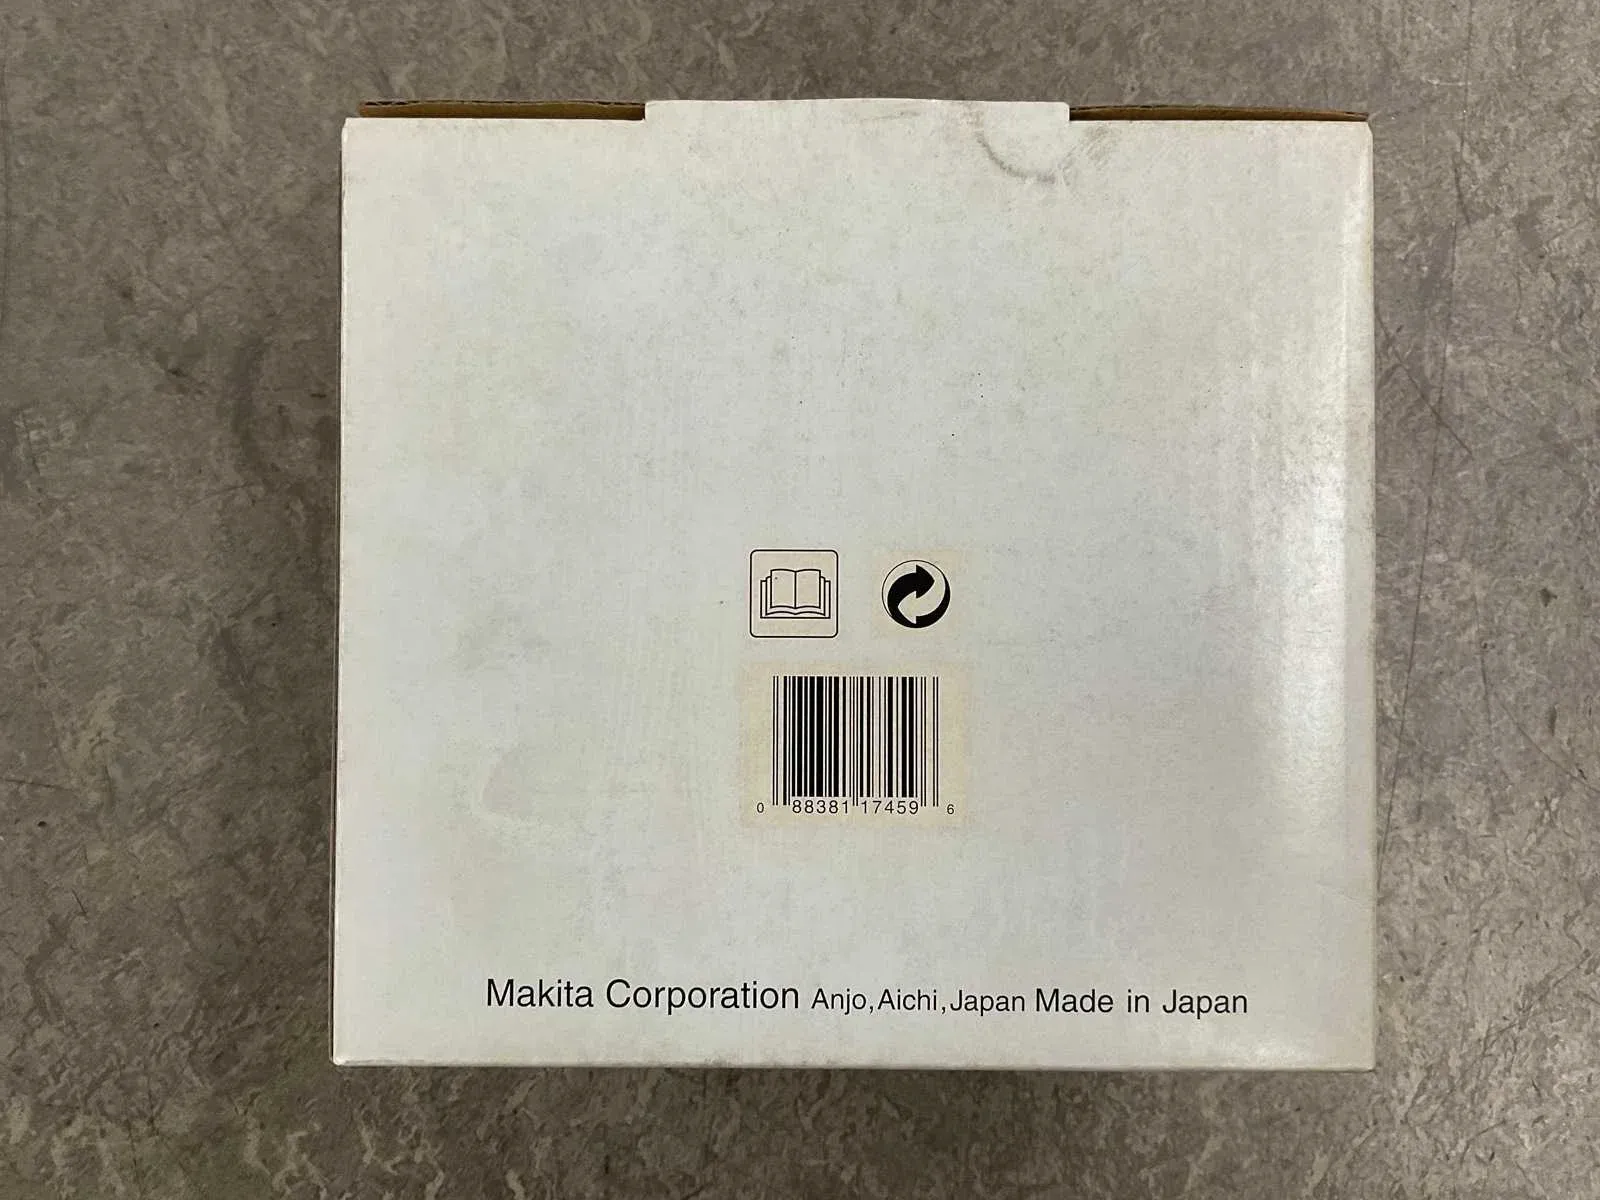 0 88381 17459 6
Makita Corporation Anjo,Aichi,Japan Made in Japan